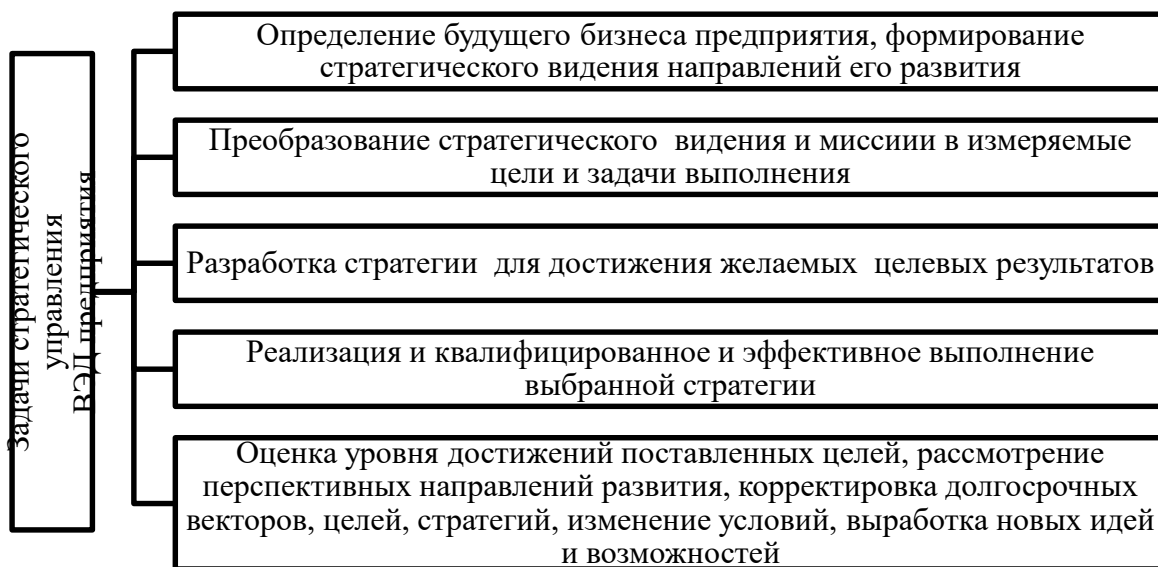 Задачи стратегического
управления
ВЭД предприятия
Определение будущего бизнеса предприятия, формирование
стратегического видения направлений его развития
Преобразование стратегического видения и миссиии в измеряемые
цели и задачи выполнения
Разработка стратегии для достижения желаемых целевых результатов
Реализация и квалифицированное и эффективное выполнение
выбранной стратегии
Оценка уровня достижений поставленных целей, рассмотрение
перспективных направлений развития, корректировка долгосрочных
векторов, целей, стратегий, изменение условий, выработка новых идей
и возможностей